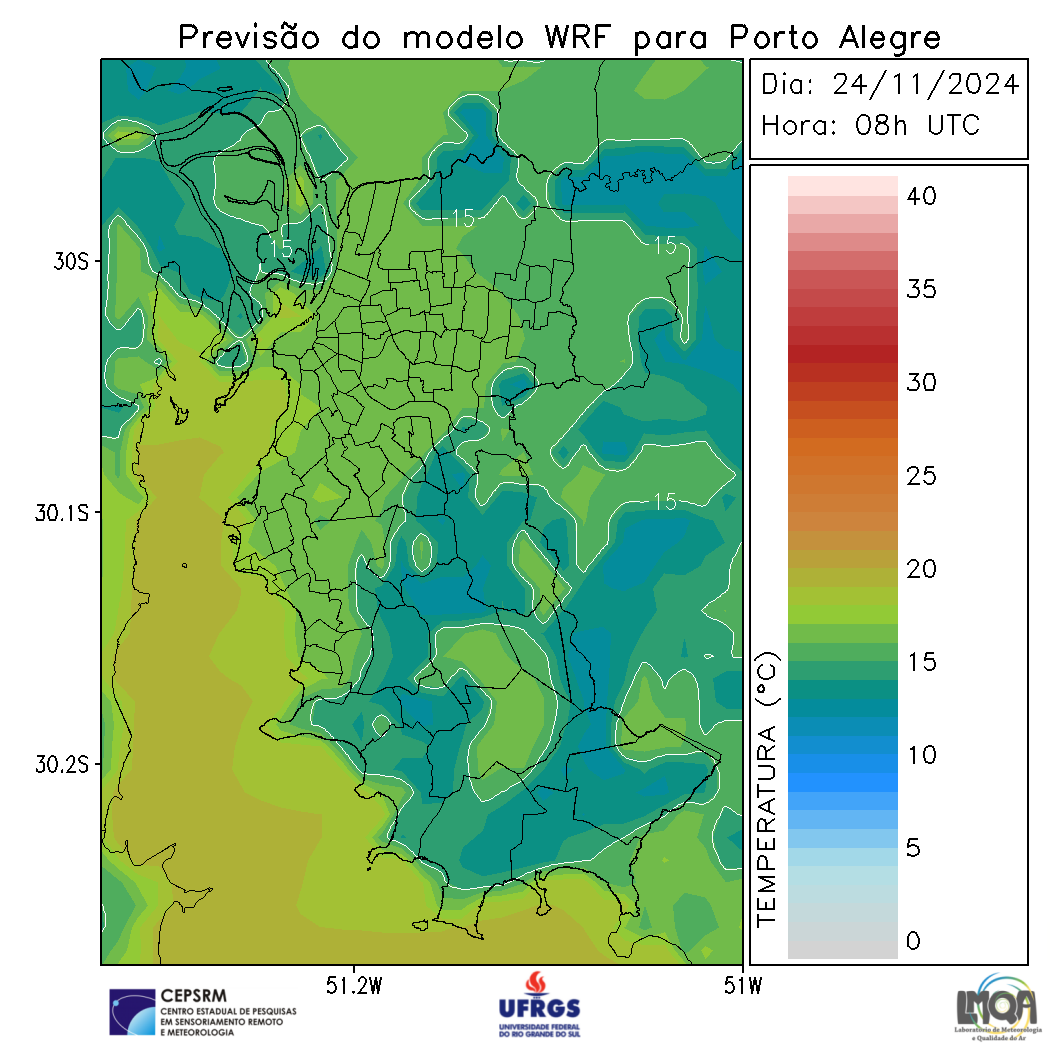 Previsão do modelo WRF para Porto Alegre
Dia: 24/11/2024
Hora: 08h UTC
30S
30.1S
30.2S
51.2W
51W
15
15
15
15
TEMPERATURA (°C)
40
35
30
25
20
15
10
5
0
CEPSRM
CENTRO ESTADUAL DE PESQUISAS
EM SENSORIAMENTO REMOTO
E METEOROLOGIA
UFRGS
UNIVERSIDADE FEDERAL
DO RIO GRANDE DO SUL
LMQA
Laboratório de Meteorologia
e Qualidade do Ar